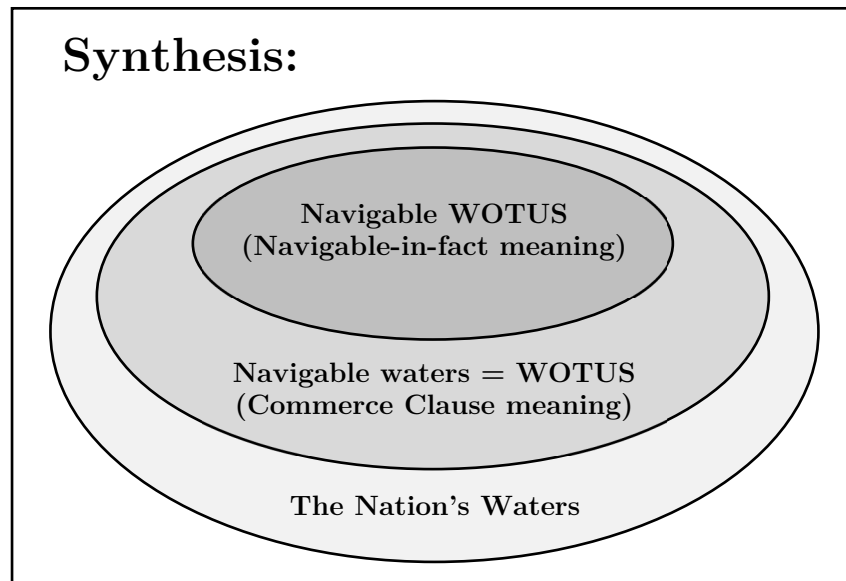 Synthesis:
Navigable WOTUS
(Navigable-in-fact meaning)
Navigable waters = WOTUS
(Commerce Clause meaning)
The Nation's Waters